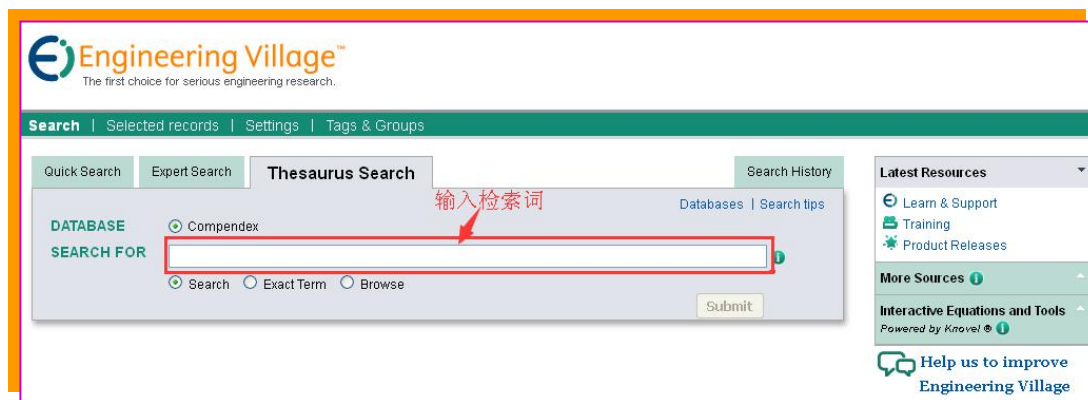 Engineering Village™
The first choice for serious engineering research.
Search | Selected records | Settings | Tags & Groups
Quick Search Expert Search Thesaurus Search Search History
输入检索词
Databases | Search tips
DATABASE Compendex
SEARCH FOR
Search Exact Term Browse
Submit
Latest Resources
Learn & Support
Training
Product Releases
More Sources
Interactive Equations and Tools
Powered by Knovel ®
Help us to improve
Engineering Village